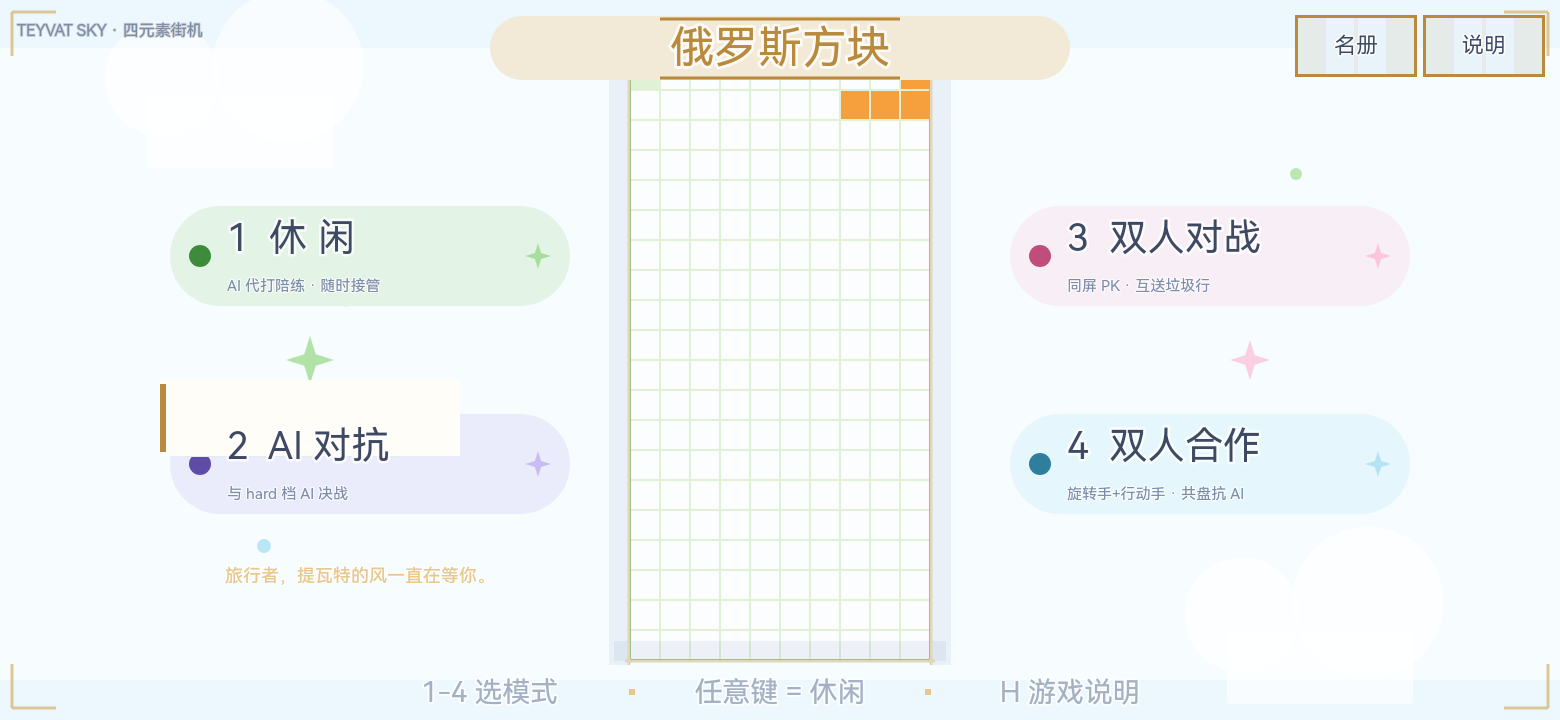 TEYVAT SKY · 四元素街机
俄罗斯方块
名册
说明
1 休 闲
AI 代打陪练 · 随时接管
2 AI 对抗
与 hard 档 AI 决战
旅行者，提瓦特的风一直在等你。
3 双人对战
同屏 PK · 互送垃圾行
4 双人合作
旋转手+行动手 · 共盘抗 AI
1-4 选模式
任意键 = 休闲
H 游戏说明